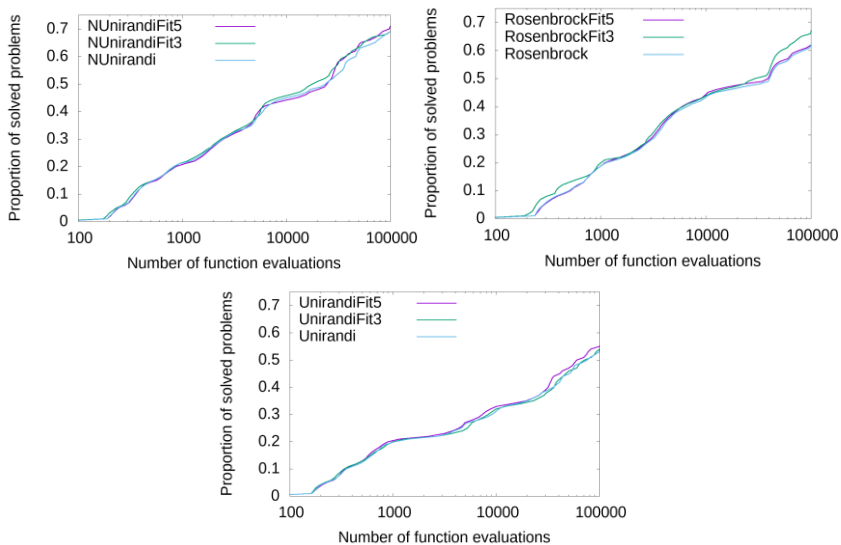 NUnirandiFit5
NUnirandiFit3
NUnirandi
Proportion of solved problems
0.7
0.6
0.5
0.4
0.3
0.2
0.1
0
100
1000
10000
100000
Number of function evaluations
RosenbrockFit5
RosenbrockFit3
Rosenbrock
Proportion of solved problems
0.7
0.6
0.5
0.4
0.3
0.2
0.1
0
100
1000
10000
100000
Number of function evaluations
UnirandiFit5
UnirandiFit3
Unirandi
Proportion of solved problems
0.7
0.6
0.5
0.4
0.3
0.2
0.1
0
100
1000
10000
100000
Number of function evaluations